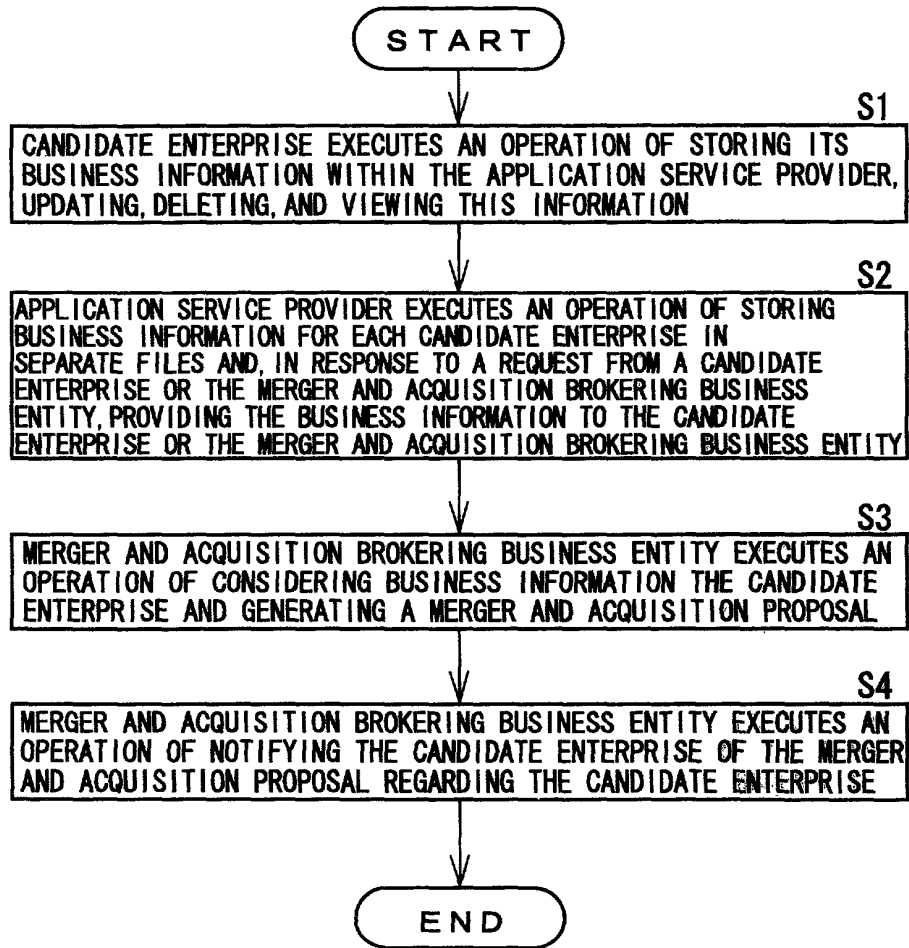 START
S1
CANDIDATE ENTERPRISE EXECUTES AN OPERATION OF STORING ITS
BUSINESS INFORMATION WITHIN THE APPLICATION SERVICE PROVIDER,
UPDATING, DELETING, AND VIEWING THIS INFORMATION
S2
APPLICATION SERVICE PROVIDER EXECUTES AN OPERATION OF STORING
BUSINESS INFORMATION FOR EACH CANDIDATE ENTERPRISE IN
SEPARATE FILES AND, IN RESPONSE TO A REQUEST FROM A CANDIDATE
ENTERPRISE OR THE MERGER AND ACQUISITION BROKERING BUSINESS
ENTITY, PROVIDING THE BUSINESS INFORMATION TO THE CANDIDATE
ENTERPRISE OR THE MERGER AND ACQUISITION BROKERING BUSINESS ENTITY
S3
MERGER AND ACQUISITION BROKERING BUSINESS ENTITY EXECUTES AN
OPERATION OF CONSIDERING BUSINESS INFORMATION THE CANDIDATE
ENTERPRISE AND GENERATING A MERGER AND ACQUISITION PROPOSAL
S4
MERGER AND ACQUISITION BROKERING BUSINESS ENTITY EXECUTES AN
OPERATION OF NOTIFYING THE CANDIDATE ENTERPRISE OF THE MERGER
AND ACQUISITION PROPOSAL REGARDING THE CANDIDATE ENTERPRISE
END